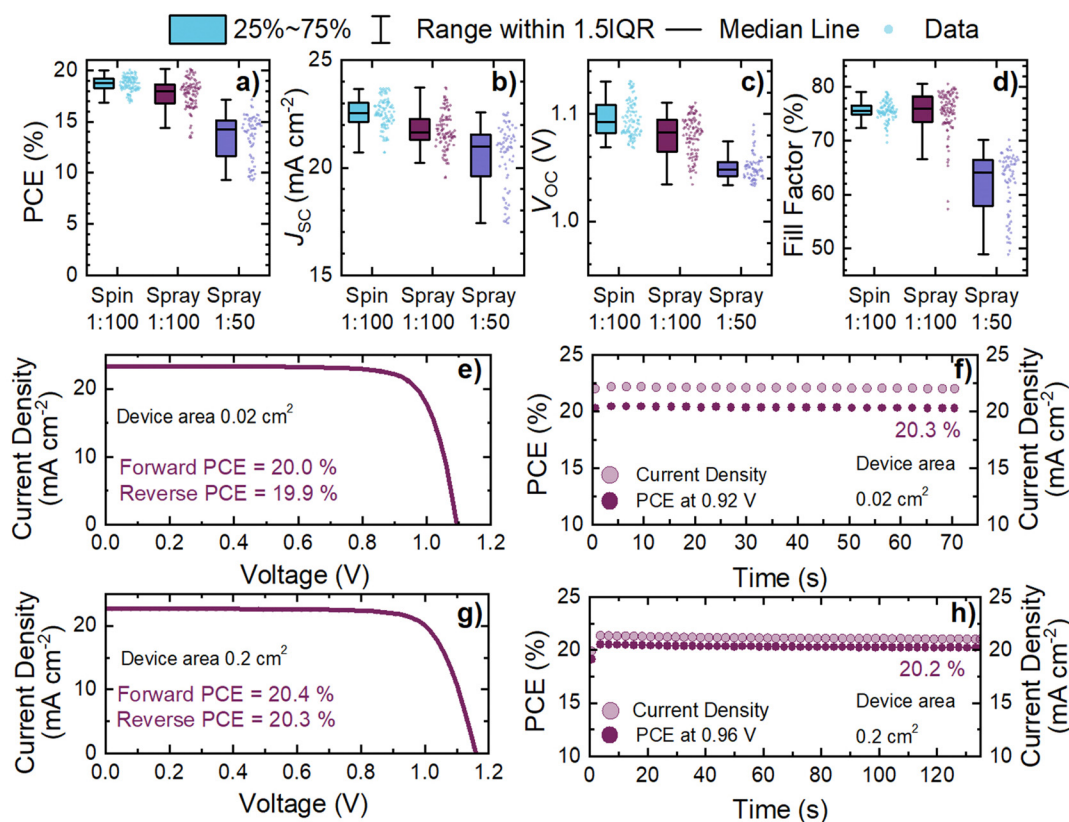 25%~75% Range within 1.5IQR Median Line Data
a) b) c) d)
PCE (%)
20
15
10
5
0
Spin Spray Spray
1:100 1:100 1:50
JSC (mA cm-2)
25
20
15
Spin Spray Spray
1:100 1:100 1:50
VOC (V)
1.1
1.0
Spin Spray Spray
1:100 1:100 1:50
Fill Factor (%)
80
70
60
50
Spin Spray Spray
1:100 1:100 1:50
e)
Current Density
(mA cm-2)
20
10
0
Device area 0.02 cm2
Forward PCE = 20.0 %
Reverse PCE = 19.9 %
0.0 0.2 0.4 0.6 0.8 1.0 1.2
Voltage (V)
f)
PCE (%)
25
20
15
10
20.3 %
Current Density
PCE at 0.92 V
Device area
0.02 cm2
25
20
15
10
Current Density
(mA cm-2)
0 10 20 30 40 50 60 70
Time (s)
g)
Current Density
(mA cm-2)
20
10
0
Device area 0.2 cm2
Forward PCE = 20.4 %
Reverse PCE = 20.3 %
0.0 0.2 0.4 0.6 0.8 1.0 1.2
Voltage (V)
h)
PCE (%)
25
20
15
10
20.2 %
Current Density
PCE at 0.96 V
Device area
0.2 cm2
25
20
15
10
Current Density
(mA cm-2)
0 20 40 60 80 100 120
Time (s)